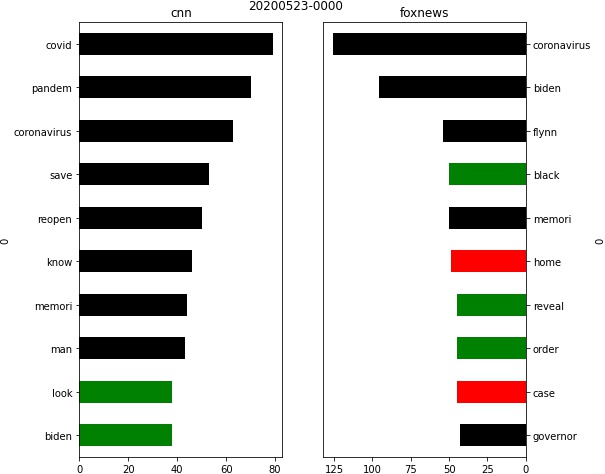 20200523-0000
cnn
foxnews
covid
pandem
coronavirus
save
reopen
know
memori
man
look
biden
0 20 40 60 80
0
coronavirus
biden
flynn
black
memori
home
reveal
order
case
governor
125 100 75 50 25 0
0